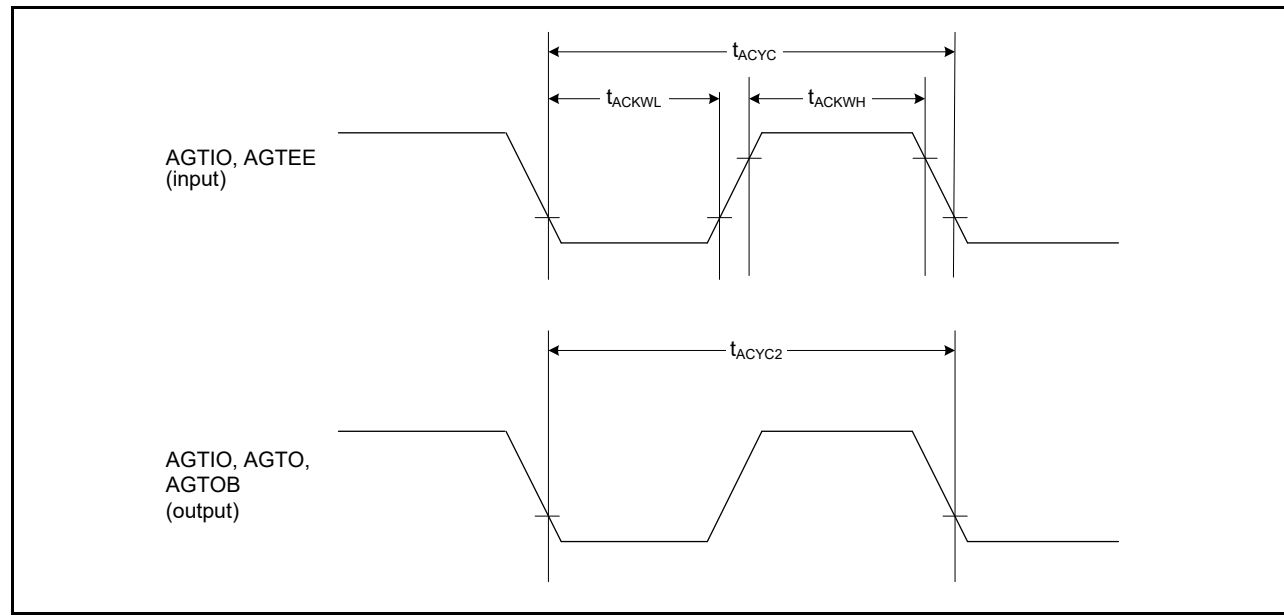 tACYC
tACKWL
tACKWH
AGTIO, AGTEE
(input)
tACYC2
AGTIO, AGTO,
AGTOB
(output)